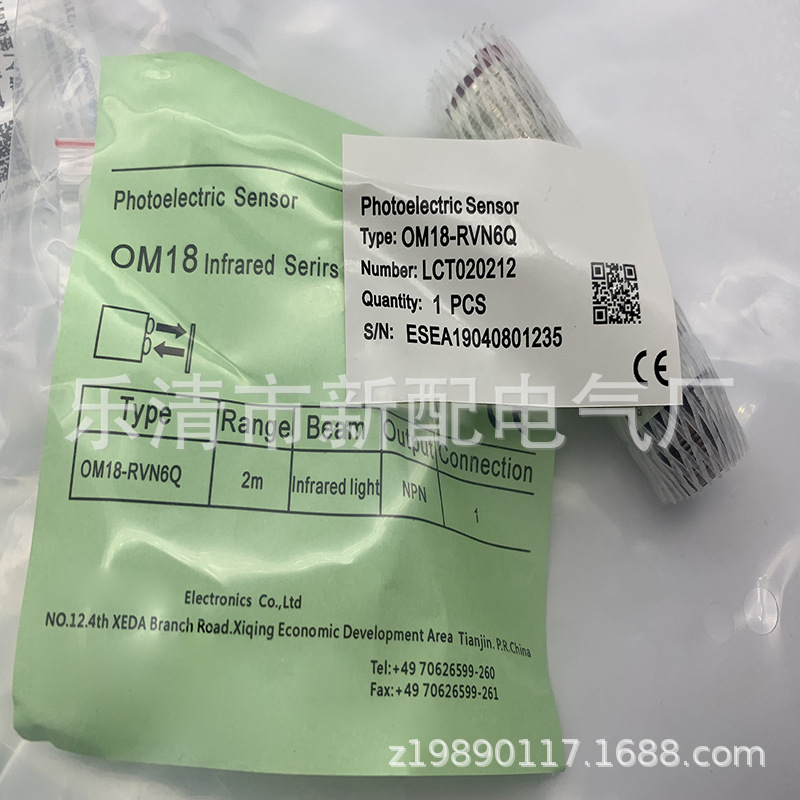 Photoelectric Sensor
OM18 Infrared Serirs
Photoelectric Sensor
Type: OM18-RVN6Q
Number: LCT020212
Quantity: 1 PCS
S/N: ESEA19040801235
CE
乐清市新配电气厂
Type Range Beam Output Connection
OM18-RVN6Q 2m Infrared light NPN 1
Electronics Co.,Ltd
NO.12.4th XEDA Branch Road.Xiqing Economic Development Area Tianjin. P.R.China
Tel:+49 70626599-260
Fax:+49 70626599-261
z19890117.1688.com